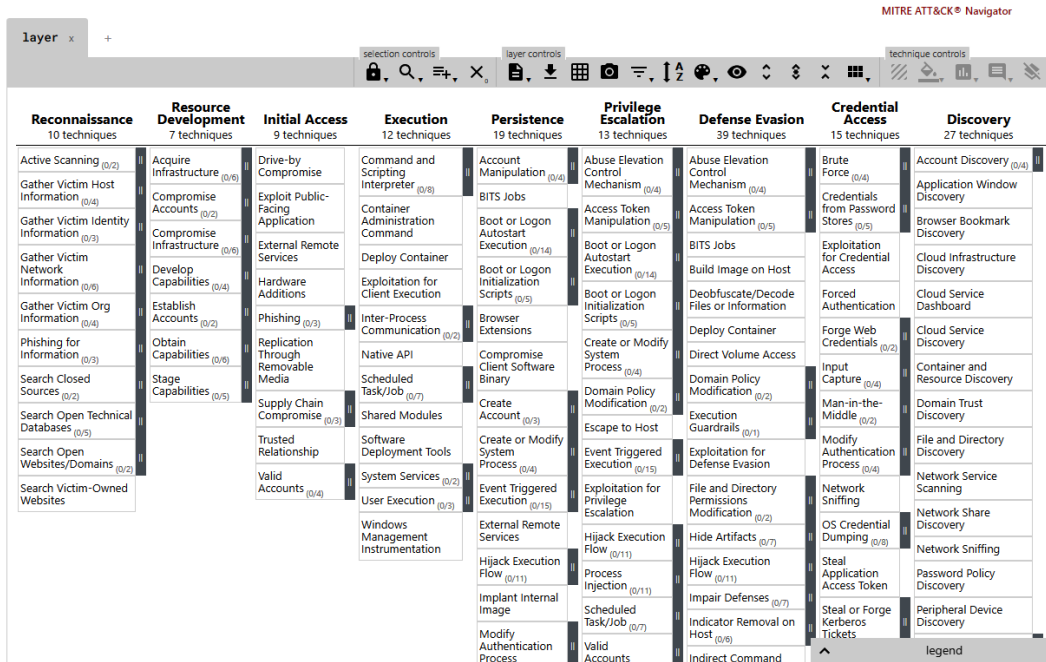 MITRE ATT&CK® Navigator
layer x +
selection controls
layer controls
technique controls
Reconnaissance
10 techniques
Active Scanning (0/2)
Gather Victim Host
Information (0/4)
Gather Victim Identity
Information (0/3)
Gather Victim
Network
Information (0/6)
Gather Victim Org
Information (0/4)
Phishing for
Information (0/3)
Search Closed
Sources (0/2)
Search Open Technical
Databases (0/5)
Search Open
Websites/Domains (0/2)
Search Victim-Owned
Websites
Resource
Development
7 techniques
Acquire
Infrastructure (0/6)
Compromise
Accounts (0/2)
Compromise
Infrastructure (0/6)
Develop
Capabilities (0/4)
Establish
Accounts (0/2)
Obtain
Capabilities (0/6)
Stage
Capabilities (0/5)
Initial Access
9 techniques
Drive-by
Compromise
Exploit Public-
Facing
Application
External Remote
Services
Hardware
Additions
Phishing (0/3)
Replication
Through
Removable
Media
Supply Chain
Compromise (0/3)
Trusted
Relationship
Valid
Accounts (0/4)
Execution
12 techniques
Command and
Scripting
Interpreter (0/8)
Container
Administration
Command
Deploy Container
Exploitation for
Client Execution
Inter-Process
Communication (0/2)
Native API
Scheduled
Task/Job (0/7)
Shared Modules
Software
Deployment Tools
System Services (0/2)
User Execution (0/3)
Windows
Management
Instrumentation
Persistence
19 techniques
Account
Manipulation (0/4)
BITS Jobs
Boot or Logon
Autostart
Execution (0/14)
Boot or Logon
Initialization
Scripts (0/5)
Browser
Extensions
Compromise
Client Software
Binary
Create
Account (0/3)
Create or Modify
System
Process (0/4)
Event Triggered
Execution (0/15)
External Remote
Services
Hijack Execution
Flow (0/11)
Implant Internal
Image
Modify
Authentication
Process
Privilege
Escalation
13 techniques
Abuse Elevation
Control
Mechanism (0/4)
Access Token
Manipulation (0/5)
Boot or Logon
Autostart
Execution (0/14)
Boot or Logon
Initialization
Scripts (0/5)
Create or Modify
System
Process (0/4)
Domain Policy
Modification (0/2)
Escape to Host
Event Triggered
Execution (0/15)
Exploitation for
Privilege
Escalation
Hijack Execution
Flow (0/11)
Process
Injection (0/11)
Scheduled
Task/Job (0/7)
Valid
Accounts
Defense Evasion
39 techniques
Abuse Elevation
Control
Mechanism (0/4)
Access Token
Manipulation (0/5)
BITS Jobs
Build Image on Host
Deobfuscate/Decode
Files or Information
Deploy Container
Direct Volume Access
Domain Policy
Modification (0/2)
Execution
Guardrails (0/1)
Exploitation for
Defense Evasion
File and Directory
Permissions
Modification (0/2)
Hide Artifacts (0/7)
Hijack Execution
Flow (0/11)
Impair Defenses (0/7)
Indicator Removal on
Host (0/6)
Indirect Command
Credential
Access
15 techniques
Brute
Force (0/4)
Credentials
from Password
Stores (0/5)
Exploitation
for Credential
Access
Forced
Authentication
Forge Web
Credentials (0/2)
Input
Capture (0/4)
Man-in-the-
Middle (0/2)
Modify
Authentication
Process (0/4)
Network
Sniffing
OS Credential
Dumping (0/8)
Steal
Application
Access Token
Steal or Forge
Kerberos
Tickets
Discovery
27 techniques
Account Discovery (0/4)
Application Window
Discovery
Browser Bookmark
Discovery
Cloud Infrastructure
Discovery
Cloud Service
Dashboard
Cloud Service
Discovery
Container and
Resource Discovery
Domain Trust
Discovery
File and Directory
Discovery
Network Service
Scanning
Network Share
Discovery
Network Sniffing
Password Policy
Discovery
Peripheral Device
Discovery
legend